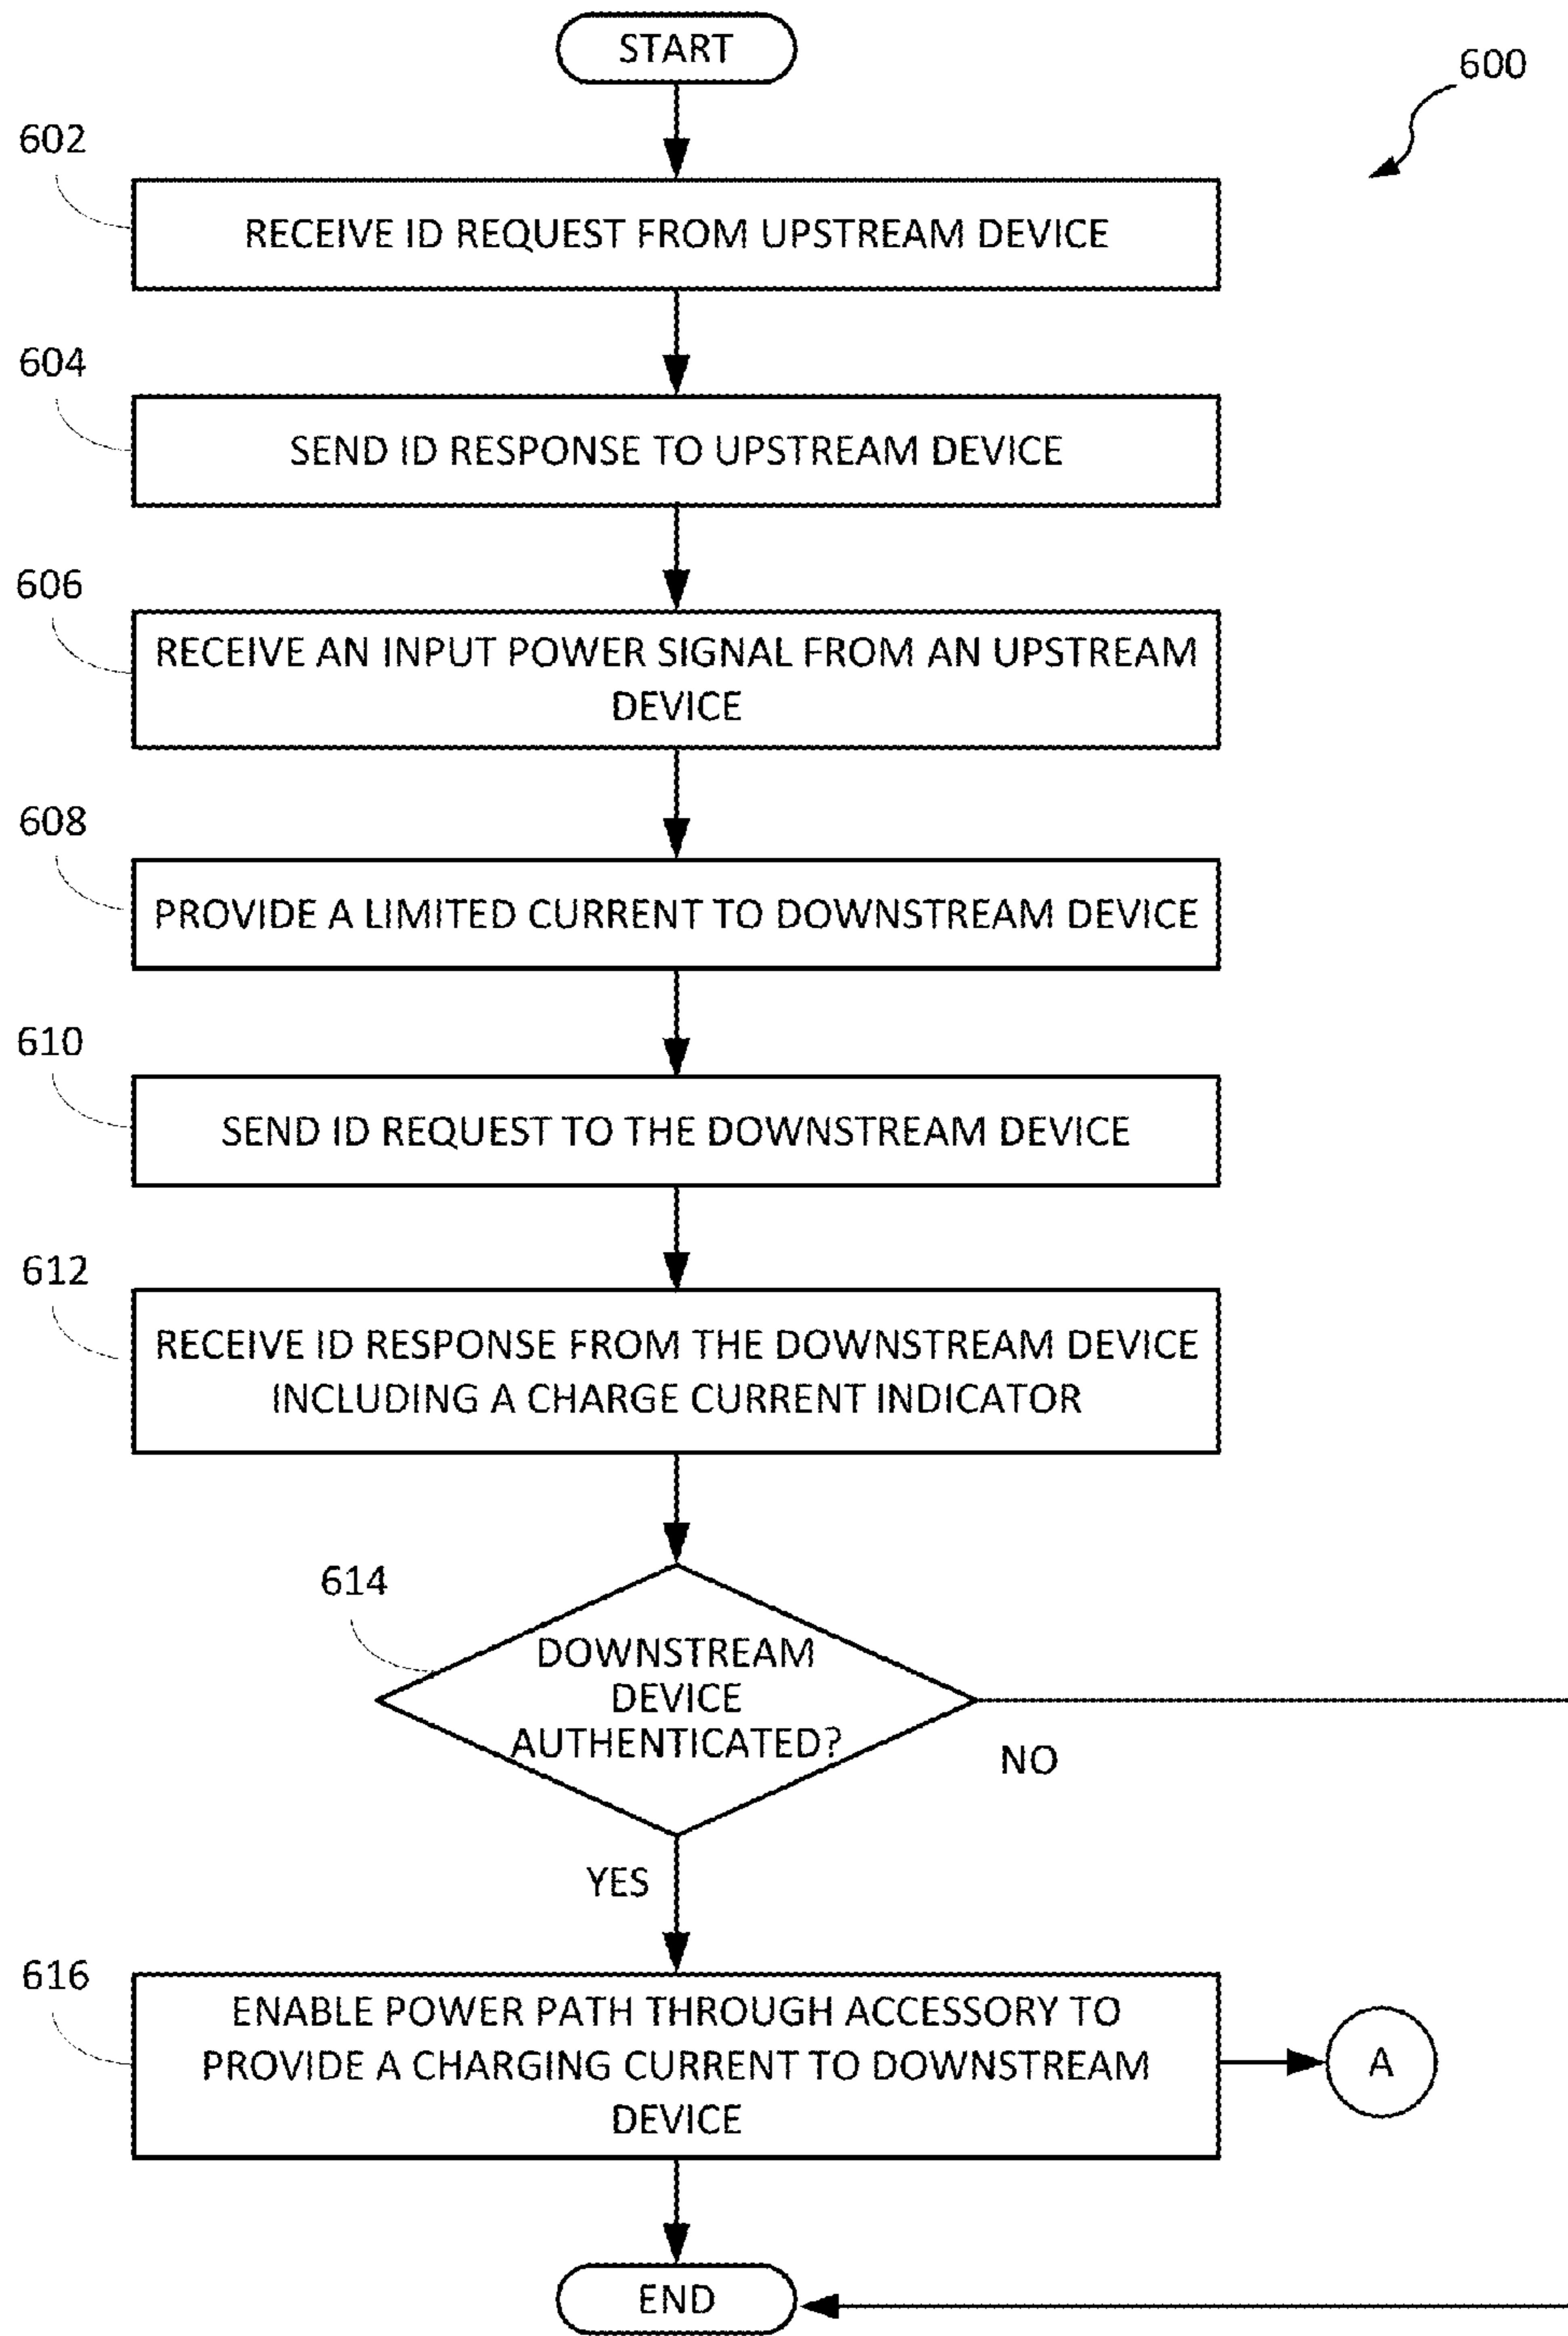 START
600
602
RECEIVE ID REQUEST FROM UPSTREAM DEVICE
604
SEND ID RESPONSE TO UPSTREAM DEVICE
606
RECEIVE AN INPUT POWER SIGNAL FROM AN UPSTREAM
DEVICE
608
PROVIDE A LIMITED CURRENT TO DOWNSTREAM DEVICE
610
SEND ID REQUEST TO THE DOWNSTREAM DEVICE
612
RECEIVE ID RESPONSE FROM THE DOWNSTREAM DEVICE
INCLUDING A CHARGE CURRENT INDICATOR
614
DOWNSTREAM
DEVICE
AUTHENTICATED?
NO
YES
616
ENABLE POWER PATH THROUGH ACCESSORY TO
PROVIDE A CHARGING CURRENT TO DOWNSTREAM
DEVICE
A
END